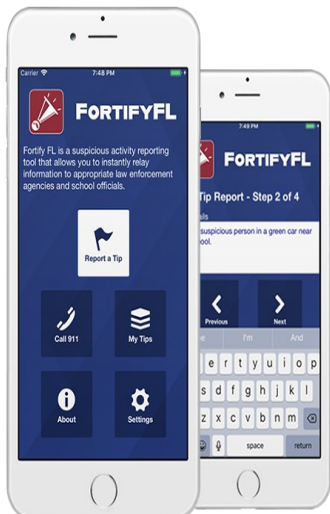 Carrier 7:48 PM
FORTIFYFL
Fortify FL is a suspicious activity reporting
tool that allows you to instantly relay
information to appropriate law enforcement
agencies and school officials.
Report a Tip
Call 911
My Tips
About
Settings
7:49 PM
FORTIFYFL
Tip Report - Step 2 of 4
suspicious person in a green car near
Previous
Next
I'm
And
e r t y u i o p
s d f g h j k l
z x c v b n m
space
return